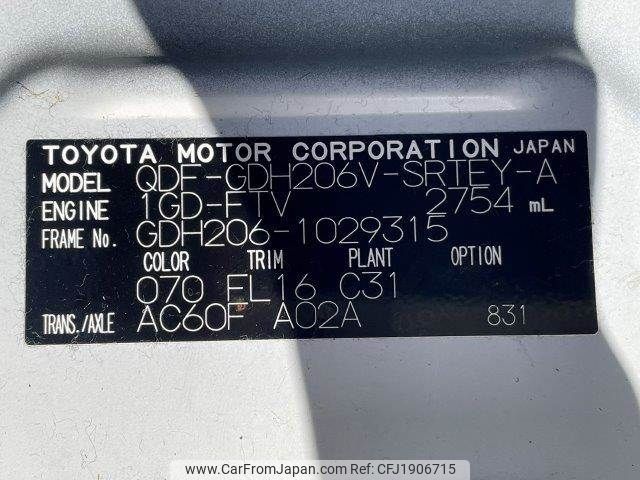 TOYOTA MOTOR CORPORATION JAPAN
MODEL QDF-GDH206V-SRTEY-A
ENGINE 1GD-FTV 2754 mL
FRAME No. GDH206-1029315
COLOR TRIM PLANT OPTION
070 FL16 C31
TRANS./AXLE AC60F A02A 831
www.CarFromJapan.com | Ref No: CFJ1906715